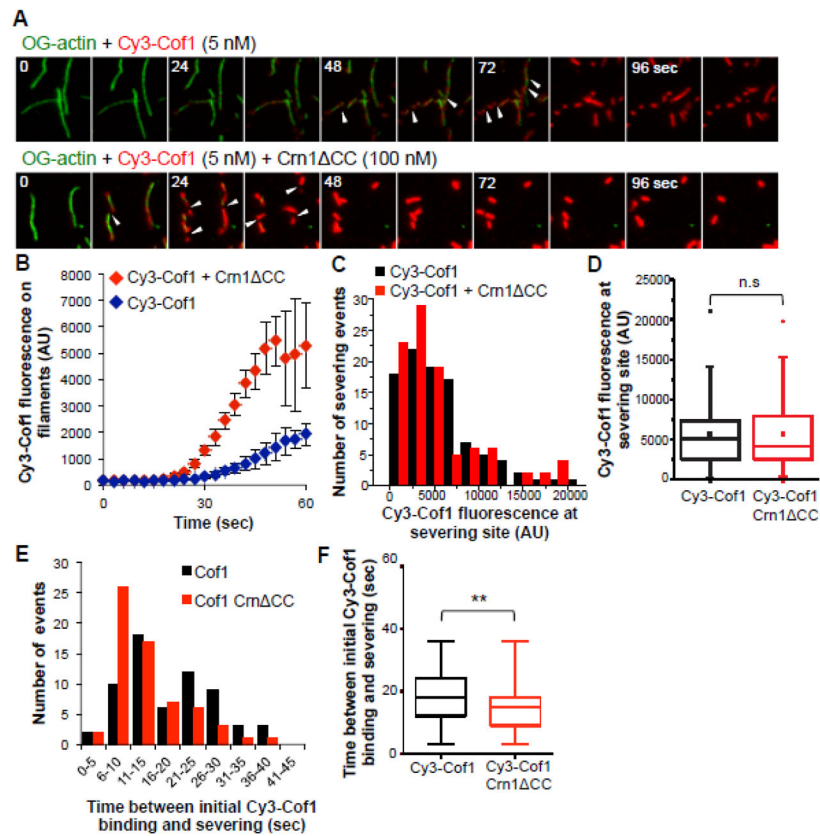 A
OG-actin + Cy3-Cof1 (5 nM)
0
24
48
72
96 sec
OG-actin + Cy3-Cof1 (5 nM) + Crn1ΔCC (100 nM)
0
24
48
72
96 sec
B
Cy3-Cof1 fluorescence on
filaments (AU)
8000
7000
6000
5000
4000
3000
2000
1000
0
Cy3-Cof1 + Crn1ΔCC
Cy3-Cof1
0
30
60
Time (sec)
C
Number of severing events
30
25
20
15
10
5
0
Cy3-Cof1
Cy3-Cof1 + Crn1ΔCC
0
5000
10000
15000
20000
Cy3-Cof1 fluorescence at
severing site (AU)
D
Cy3-Cof1 fluorescence at
severing site (AU)
25000
20000
15000
10000
5000
0
n.s
Cy3-Cof1
Cy3-Cof1
Crn1ΔCC
E
Number of events
30
25
20
15
10
5
0
Cof1
Cof1 CrnΔCC
0-5
6-10
11-15
16-20
21-25
26-30
31-35
36-40
41-45
Time between initial Cy3-Cof1
binding and severing (sec)
F
Time between initial Cy3-Cof1
binding and severing (sec)
60
40
20
0
**
Cy3-Cof1
Cy3-Cof1
Crn1ΔCC